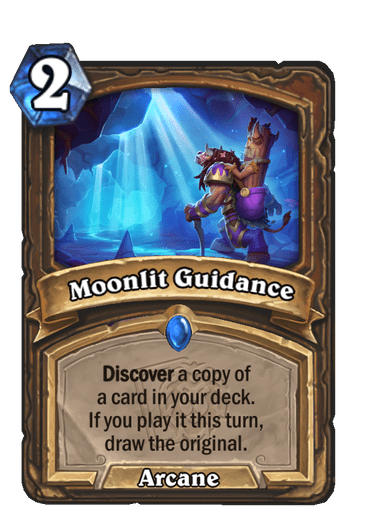 2
Moonlit Guidance
Discover a copy of
a card in your deck.
If you play it this turn,
draw the original.
Arcane